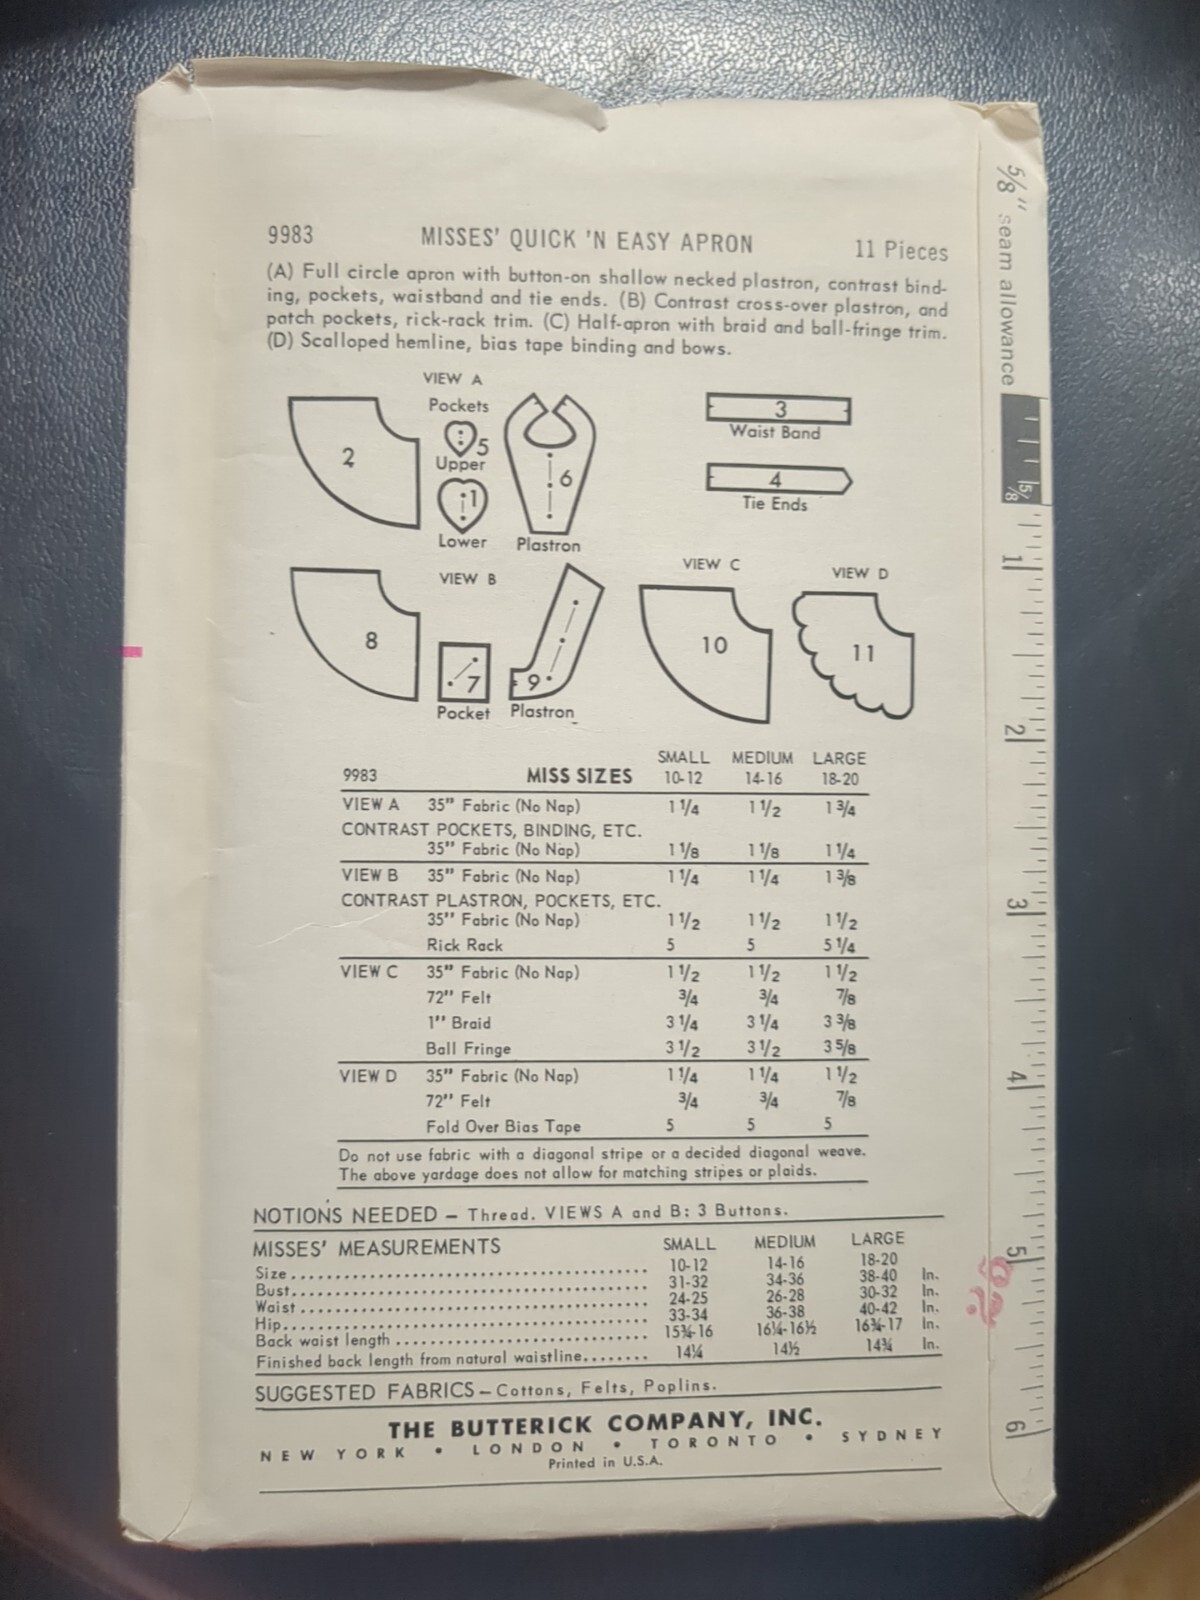 9983 MISSES' QUICK 'N EASY APRON 11 Pieces
(A) Full circle apron with button-on shallow necked plastron, contrast bind-
ing, pockets, waistband and tie ends. (B) Contrast cross-over plastron, and
patch pockets, rick-rack trim. (C) Half-apron with braid and ball-fringe trim.
(D) Scalloped hemline, bias tape binding and bows.
VIEW A
Pockets
2
5
Upper
1
Lower
6
Plastron
3
Waist Band
4
Tie Ends
VIEW B
8
7
Pocket
9
Plastron
VIEW C
10
VIEW D
11
SMALL MEDIUM LARGE
9983 MISS SIZES 10-12 14-16 18-20
VIEW A 35" Fabric (No Nap) 1 1/4 1 1/2 1 3/4
CONTRAST POCKETS, BINDING, ETC.
35" Fabric (No Nap) 1 1/8 1 1/8 1 1/4
VIEW B 35" Fabric (No Nap) 1 1/4 1 1/4 1 3/8
CONTRAST PLASTRON, POCKETS, ETC.
35" Fabric (No Nap) 1 1/2 1 1/2 1 1/2
Rick Rack 5 5 5 1/4
VIEW C 35" Fabric (No Nap) 1 1/2 1 1/2 1 1/2
72" Felt 3/4 3/4 7/8
1" Braid 3 1/4 3 1/4 3 3/8
Ball Fringe 3 1/2 3 1/2 3 5/8
VIEW D 35" Fabric (No Nap) 1 1/4 1 1/4 1 1/2
72" Felt 3/4 3/4 7/8
Fold Over Bias Tape 5 5 5
Do not use fabric with a diagonal stripe or a decided diagonal weave.
The above yardage does not allow for matching stripes or plaids.
NOTIONS NEEDED – Thread. VIEWS A and B: 3 Buttons.
MISSES' MEASUREMENTS SMALL MEDIUM LARGE
Size 10-12 14-16 18-20
Bust 31-32 34-36 38-40 In.
Waist 24-25 26-28 30-32 In.
Hip 33-34 36-38 40-42 In.
Back waist length 15¾-16 16¼-16½ 16¾-17 In.
Finished back length from natural waistline 14¼ 14½ 14¾ In.
SUGGESTED FABRICS – Cottons, Felts, Poplins.
THE BUTTERICK COMPANY, INC.
NEW YORK • LONDON • TORONTO • SYDNEY
Printed in U.S.A.
5/8" seam allowance
5/8
1
2
3
4
5
6